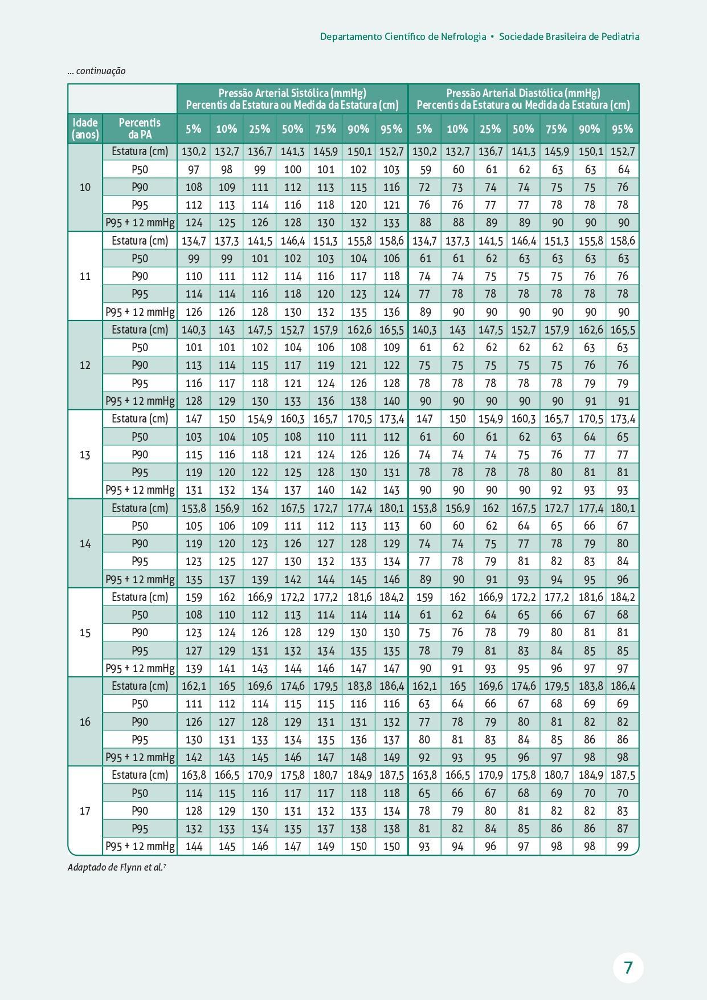 Departamento Científico de Nefrologia • Sociedade Brasileira de Pediatria
... continuação
Pressão Arterial Sistólica (mmHg) Pressão Arterial Diastólica (mmHg)
Percentis da Estatura ou Medida da Estatura (cm) Percentis da Estatura ou Medida da Estatura (cm)
Idade (anos) Percentis da PA 5% 10% 25% 50% 75% 90% 95% 5% 10% 25% 50% 75% 90% 95%
10
Estatura (cm) 130,2 132,7 136,7 141,3 145,9 150,1 152,7 130,2 132,7 136,7 141,3 145,9 150,1 152,7
P50 97 98 99 100 101 102 103 59 60 61 62 63 63 64
P90 108 109 111 112 113 115 116 72 73 74 74 75 75 76
P95 112 113 114 116 118 120 121 76 76 77 77 78 78 78
P95 + 12 mmHg 124 125 126 128 130 132 133 88 88 89 89 90 90 90
11
Estatura (cm) 134,7 137,3 141,5 146,4 151,3 155,8 158,6 134,7 137,3 141,5 146,4 151,3 155,8 158,6
P50 99 99 101 102 103 104 106 61 61 62 63 63 63 63
P90 110 111 112 114 116 117 118 74 74 75 75 75 76 76
P95 114 114 116 118 120 123 124 77 78 78 78 78 78 78
P95 + 12 mmHg 126 126 128 130 132 135 136 89 90 90 90 90 90 90
12
Estatura (cm) 140,3 143 147,5 152,7 157,9 162,6 165,5 140,3 143 147,5 152,7 157,9 162,6 165,5
P50 101 101 102 104 106 108 109 61 62 62 62 62 63 63
P90 113 114 115 117 119 121 122 75 75 75 75 75 76 76
P95 116 117 118 121 124 126 128 78 78 78 78 78 79 79
P95 + 12 mmHg 128 129 130 133 136 138 140 90 90 90 90 90 91 91
13
Estatura (cm) 147 150 154,9 160,3 165,7 170,5 173,4 147 150 154,9 160,3 165,7 170,5 173,4
P50 103 104 105 108 110 111 112 61 60 61 62 63 64 65
P90 115 116 118 121 124 126 126 74 74 74 75 76 77 77
P95 119 120 122 125 128 130 131 78 78 78 78 80 81 81
P95 + 12 mmHg 131 132 134 137 140 142 143 90 90 90 90 92 93 93
14
Estatura (cm) 153,8 156,9 162 167,5 172,7 177,4 180,1 153,8 156,9 162 167,5 172,7 177,4 180,1
P50 105 106 109 111 112 113 113 60 60 62 64 65 66 67
P90 119 120 123 126 127 128 129 74 74 75 77 78 79 80
P95 123 125 127 130 132 133 134 77 78 79 81 82 83 84
P95 + 12 mmHg 135 137 139 142 144 145 146 89 90 91 93 94 95 96
15
Estatura (cm) 159 162 166,9 172,2 177,2 181,6 184,2 159 162 166,9 172,2 177,2 181,6 184,2
P50 108 110 112 113 114 114 114 61 62 64 65 66 67 68
P90 123 124 126 128 129 130 130 75 76 78 79 80 81 81
P95 127 129 131 132 134 135 135 78 79 81 83 84 85 85
P95 + 12 mmHg 139 141 143 144 146 147 147 90 91 93 95 96 97 97
16
Estatura (cm) 162,1 165 169,6 174,6 179,5 183,8 186,4 162,1 165 169,6 174,6 179,5 183,8 186,4
P50 111 112 114 115 115 116 116 63 64 66 67 68 69 69
P90 126 127 128 129 131 131 132 77 78 79 80 81 82 82
P95 130 131 133 134 135 136 137 80 81 83 84 85 86 86
P95 + 12 mmHg 142 143 145 146 147 148 149 92 93 95 96 97 98 98
17
Estatura (cm) 163,8 166,5 170,9 175,8 180,7 184,9 187,5 163,8 166,5 170,9 175,8 180,7 184,9 187,5
P50 114 115 116 117 117 118 118 65 66 67 68 69 70 70
P90 128 129 130 131 132 133 134 78 79 80 81 82 82 83
P95 132 133 134 135 137 138 138 81 82 84 85 86 86 87
P95 + 12 mmHg 144 145 146 147 149 150 150 93 94 96 97 98 98 99
Adaptado de Flynn et al.⁷
7